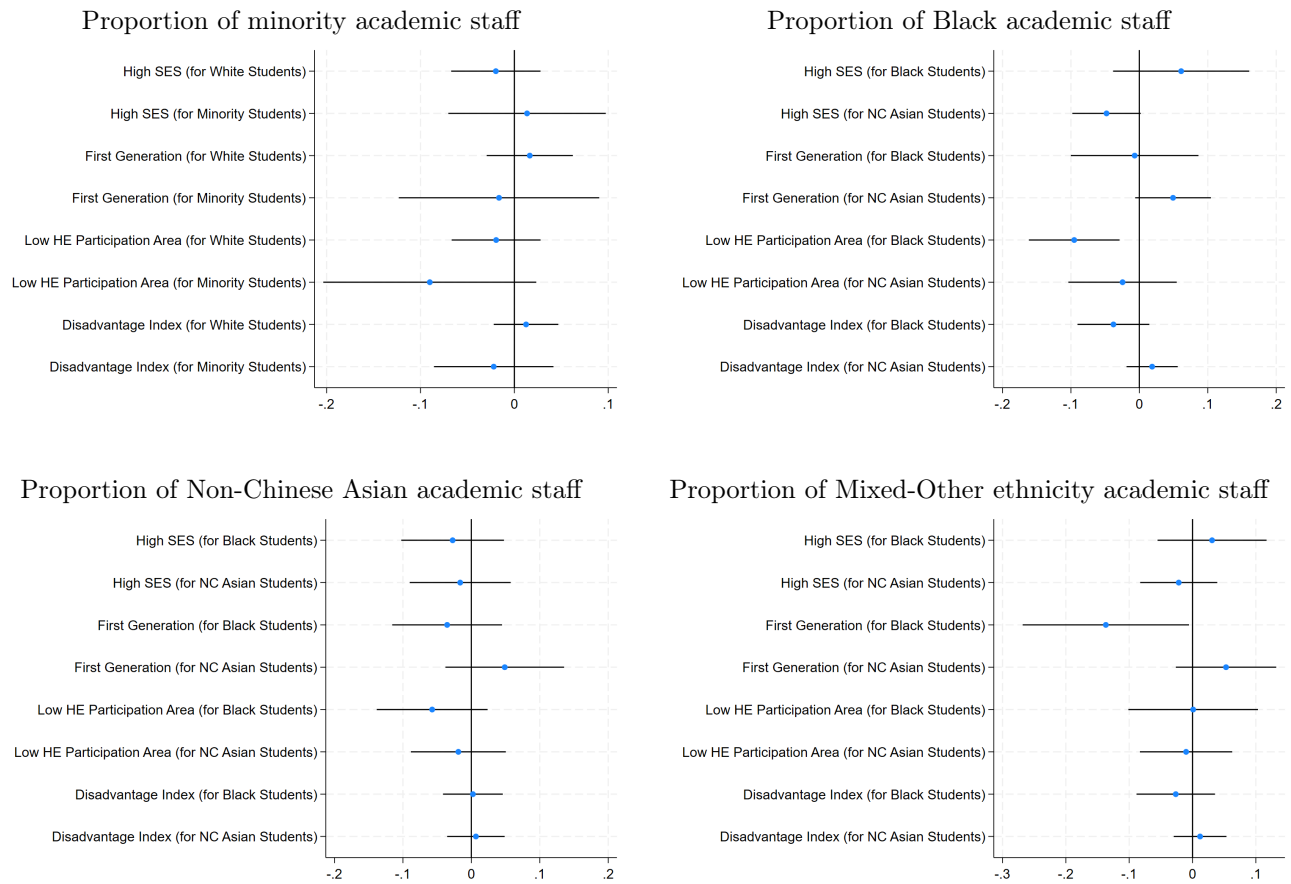 Proportion of minority academic staff
High SES (for White Students)
High SES (for Minority Students)
First Generation (for White Students)
First Generation (for Minority Students)
Low HE Participation Area (for White Students)
Low HE Participation Area (for Minority Students)
Disadvantage Index (for White Students)
Disadvantage Index (for Minority Students)
-.2 -.1 0 .1
Proportion of Black academic staff
High SES (for Black Students)
High SES (for NC Asian Students)
First Generation (for Black Students)
First Generation (for NC Asian Students)
Low HE Participation Area (for Black Students)
Low HE Participation Area (for NC Asian Students)
Disadvantage Index (for Black Students)
Disadvantage Index (for NC Asian Students)
-.2 -.1 0 .1 .2
Proportion of Non-Chinese Asian academic staff
High SES (for Black Students)
High SES (for NC Asian Students)
First Generation (for Black Students)
First Generation (for NC Asian Students)
Low HE Participation Area (for Black Students)
Low HE Participation Area (for NC Asian Students)
Disadvantage Index (for Black Students)
Disadvantage Index (for NC Asian Students)
-.2 -.1 0 .1 .2
Proportion of Mixed-Other ethnicity academic staff
High SES (for Black Students)
High SES (for NC Asian Students)
First Generation (for Black Students)
First Generation (for NC Asian Students)
Low HE Participation Area (for Black Students)
Low HE Participation Area (for NC Asian Students)
Disadvantage Index (for Black Students)
Disadvantage Index (for NC Asian Students)
-.3 -.2 -.1 0 .1